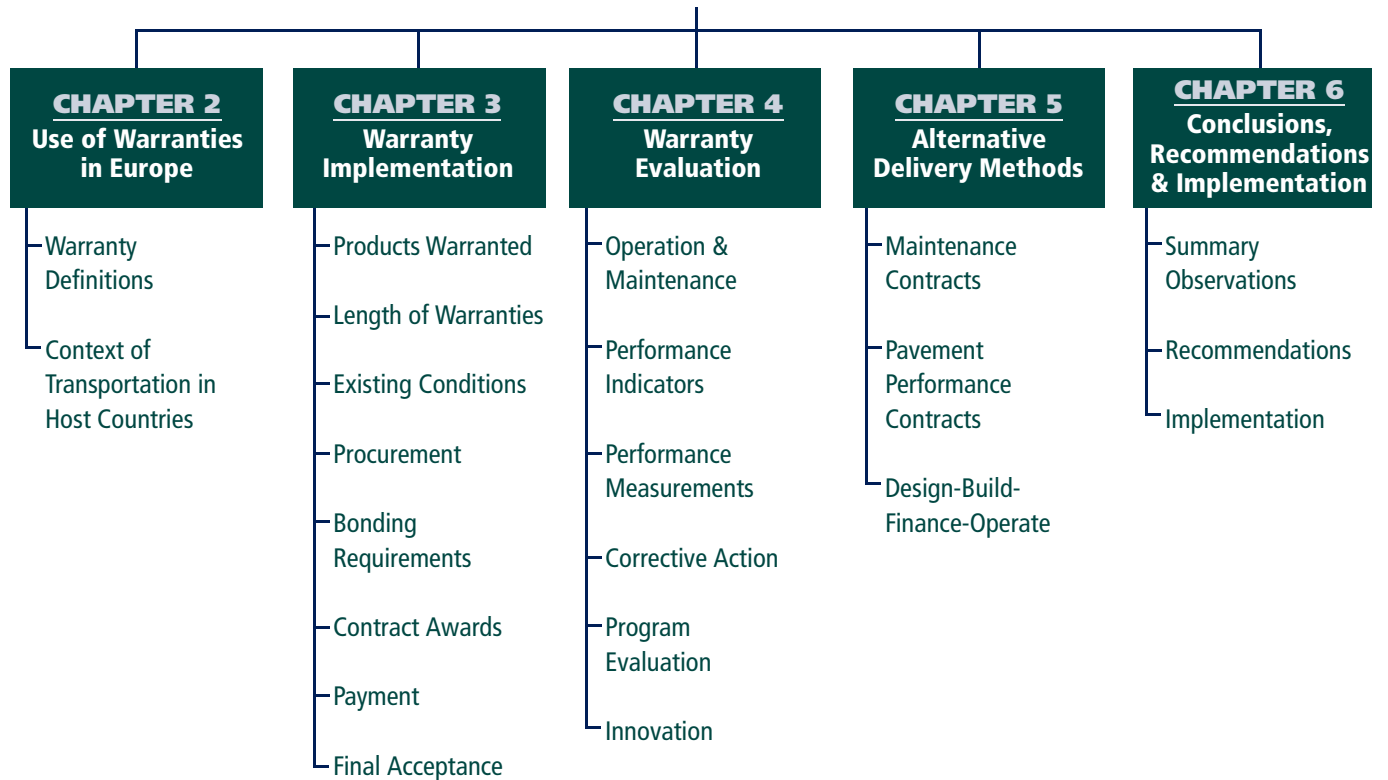 CHAPTER 2
Use of Warranties
in Europe
Warranty
Definitions
Context of
Transportation in
Host Countries
CHAPTER 3
Warranty
Implementation
Products Warranted
Length of Warranties
Existing Conditions
Procurement
Bonding
Requirements
Contract Awards
Payment
Final Acceptance
CHAPTER 4
Warranty
Evaluation
Operation &
Maintenance
Performance
Indicators
Performance
Measurements
Corrective Action
Program
Evaluation
Innovation
CHAPTER 5
Alternative
Delivery Methods
Maintenance
Contracts
Pavement
Performance
Contracts
Design-Build-
Finance-Operate
CHAPTER 6
Conclusions,
Recommendations
& Implementation
Summary
Observations
Recommendations
Implementation